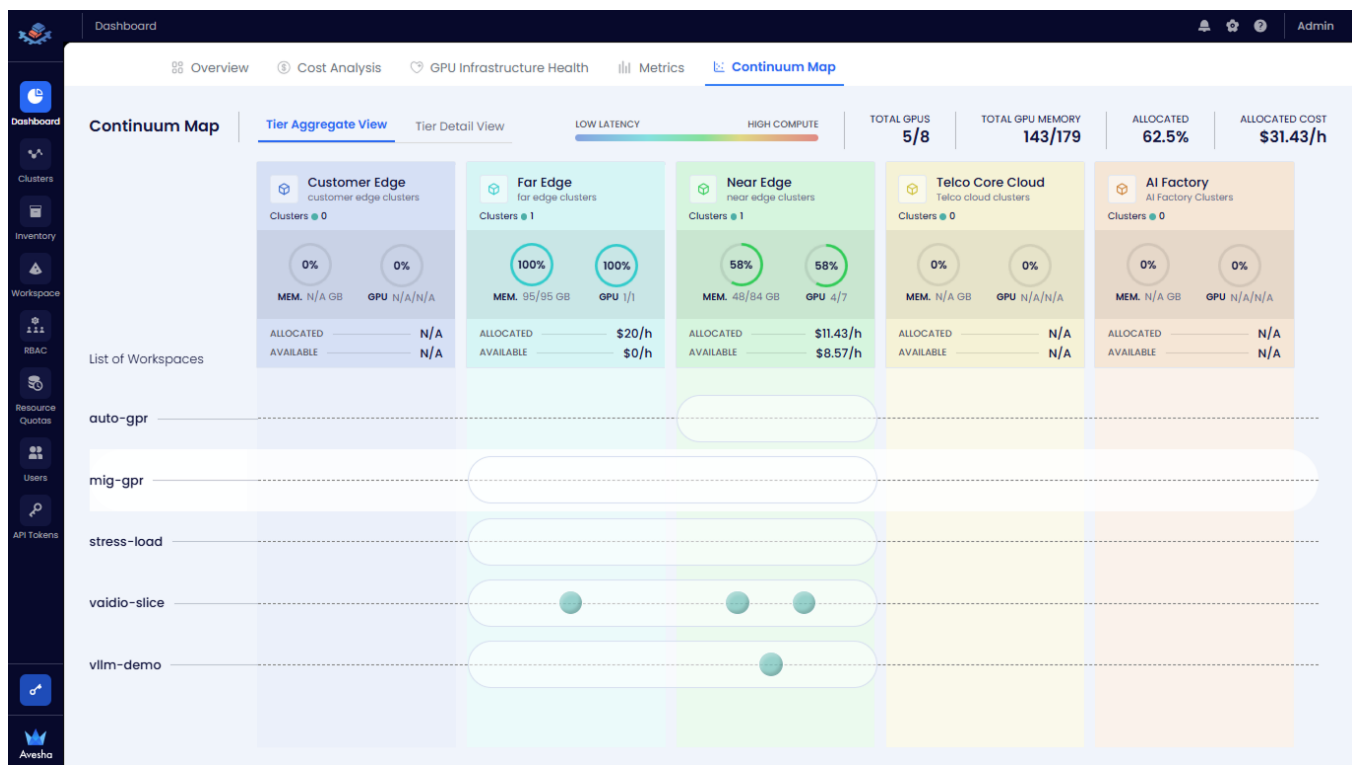 Dashboard
Admin
Overview
Cost Analysis
GPU Infrastructure Health
Metrics
Continuum Map
Dashboard
Clusters
Inventory
Workspace
RBAC
Resource
Quotas
Users
API Tokens
Avesha
Continuum Map
Tier Aggregate View
Tier Detail View
LOW LATENCY
HIGH COMPUTE
TOTAL GPUS
5/8
TOTAL GPU MEMORY
143/179
ALLOCATED
62.5%
ALLOCATED COST
$31.43/h
Customer Edge
customer edge clusters
Clusters 0
0%
0%
MEM. N/A GB
GPU N/A/N/A
ALLOCATED N/A
AVAILABLE N/A
Far Edge
far edge clusters
Clusters 1
100%
100%
MEM. 95/95 GB
GPU 1/1
ALLOCATED $20/h
AVAILABLE $0/h
Near Edge
near edge clusters
Clusters 1
58%
58%
MEM. 48/84 GB
GPU 4/7
ALLOCATED $11.43/h
AVAILABLE $8.57/h
Telco Core Cloud
Telco cloud clusters
Clusters 0
0%
0%
MEM. N/A GB
GPU N/A/N/A
ALLOCATED N/A
AVAILABLE N/A
AI Factory
AI Factory Clusters
Clusters 0
0%
0%
MEM. N/A GB
GPU N/A/N/A
ALLOCATED N/A
AVAILABLE N/A
List of Workspaces
auto-gpr
mig-gpr
stress-load
vaidio-slice
vllm-demo